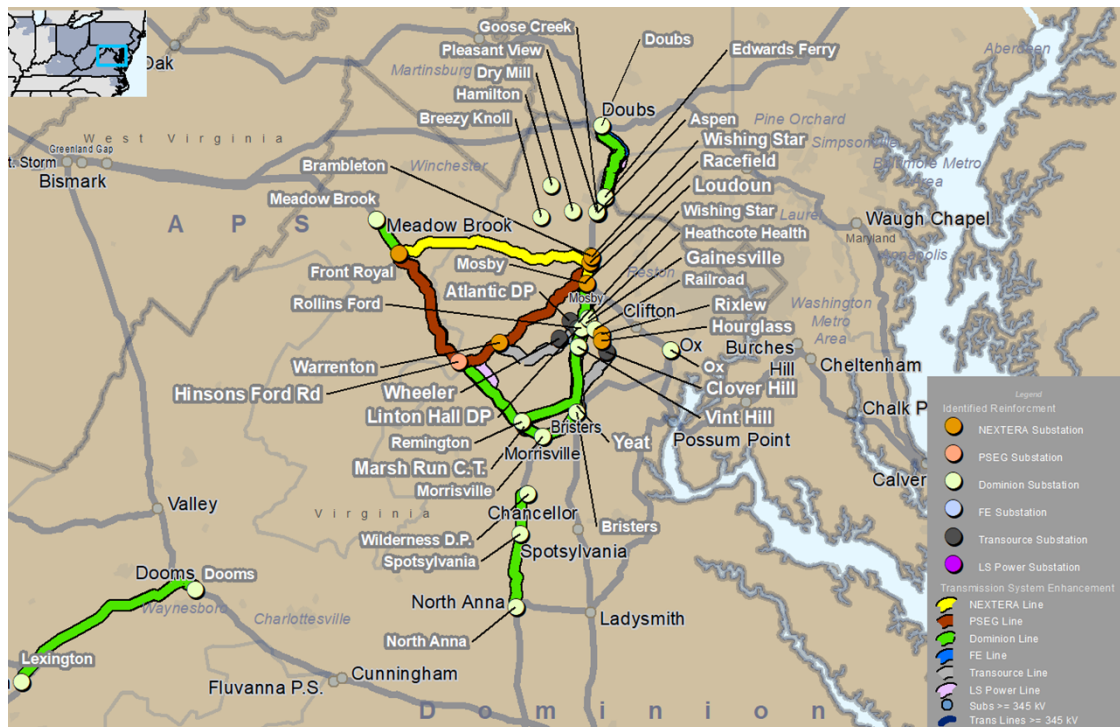 Oak
Martinsburg
Goose Creek
Pleasant View
Dry Mill
Hamilton
Breezy Knoll
Doubs
Edwards Ferry
Aberdeen
Doubs
Aspen
Pine Orchard
Wishing Star
Racefield
Loudoun
Wishing Star
Heathcote Health
Gainesville
Railroad
Rixlew
Hourglass
West Virginia
Greenland Gap
t. Storm
Bismark
Winchester
Brambleton
Meadow Brook
Meadow Brook
A P S
Front Royal
Mosby
Rollins Ford
Atlantic DP
Mosby
Reston
Clifton
Baltimore Metro
Area
Laurel
Waugh Chapel
Maryland
Washington
Metro
Area
Warrenton
Hinsons Ford Rd
Wheeler
Linton Hall DP
Remington
Marsh Run C.T.
Morrisville
Morrisville
Bristers
Ox
Ox
Burches
Hill
Cheltenham
Chalk P
Clover Hill
Vint Hill
Yeat
Possum Point
Calver
Bristers
Valley
Virginia
Chancellor
Wilderness D.P.
Spotsylvania
Spotsylvania
Dooms
Dooms
Waynesboro
Charlottesville
North Anna
North Anna
Ladysmith
Lexington
Cunningham
Fluvanna P.S.
D o m i n i o n
Legend
Identified Reinforcment
NEXTERA Substation
PSEG Substation
Dominion Substation
FE Substation
Transource Substation
LS Power Substation
Transmission System Enhancement
NEXTERA Line
PSEG Line
Dominion Line
FE Line
Transource Line
LS Power Line
Subs >= 345 kV
Trans Lines >= 345 kV